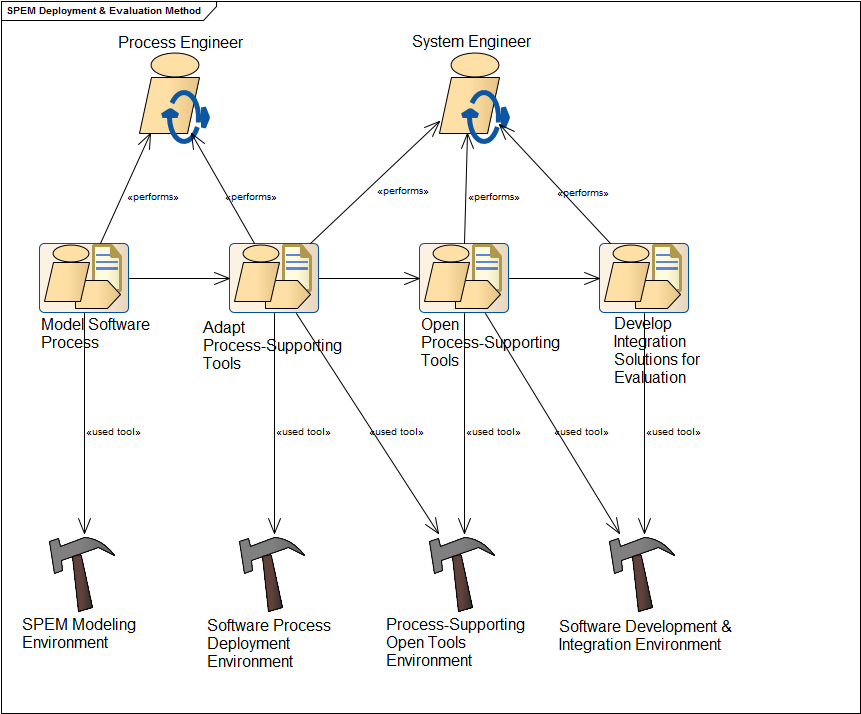 SPEM Deployment & Evaluation Method
Process Engineer
System Engineer
«performs»
«performs»
«performs»
«performs»
«performs»
Model Software
Process
Adapt
Process-Supporting
Tools
Open
Process-Supporting
Tools
Develop
Integration
Solutions for
Evaluation
«used tool»
«used tool»
«used tool»
«used tool»
«used tool»
«used tool»
SPEM Modeling
Environment
Software Process
Deployment
Environment
Process-Supporting
Open Tools
Environment
Software Development &
Integration Environment